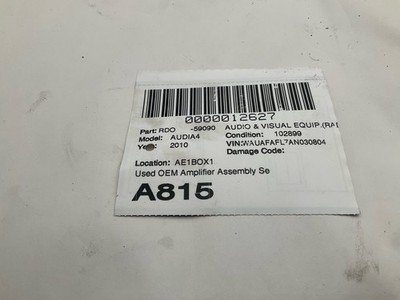 0000012627
Part: RDO -59090 AUDIO & VISUAL EQUIP.(RAD
Model: AUDIA4 Condition: 102899
Year: 2010 VIN:WAUAFAFL7AN030804
Damage Code:
Location: AE1BOX1
Used OEM Amplifier Assembly Se
A815